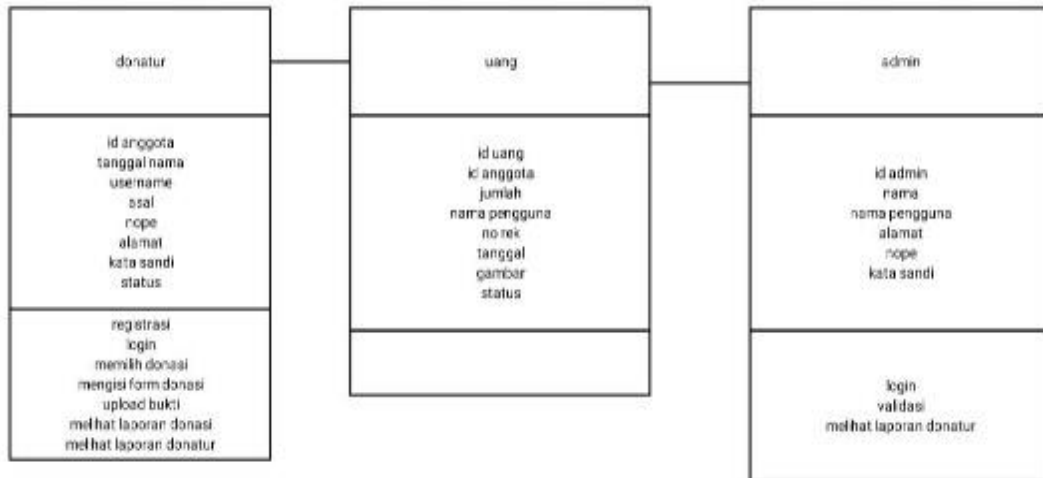 donatur
id anggota
tanggal nama
username
asal
nope
alamat
kata sandi
status
registrasi
login
memilih donasi
mengisi form donasi
upload bukti
melihat laporan donasi
melihat laporan donatur
uang
id uang
id anggota
jumlah
nama pengguna
no rek
tanggal
gambar
status
admin
id admin
nama
nama pengguna
alamat
nope
kata sandi
login
validasi
melihat laporan donatur